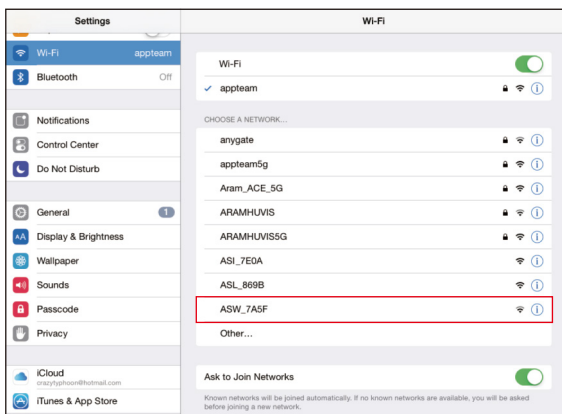 Settings
Wi-Fi
Wi-Fi appteam
Bluetooth Off
Notifications
Control Center
Do Not Disturb
General 1
Display & Brightness
Wallpaper
Sounds
Passcode
Privacy
iCloud
crazytyphoon@hotmail.com
iTunes & App Store
Wi-Fi
appteam
CHOOSE A NETWORK...
anygate
appteam5g
Aram_ACE_5G
ARAMHUVIS
ARAMHUVIS5G
ASI_7E0A
ASL_869B
ASW_7A5F
Other...
Ask to Join Networks
Known networks will be joined automatically. If no known networks are available, you will be asked
before joining a new network.